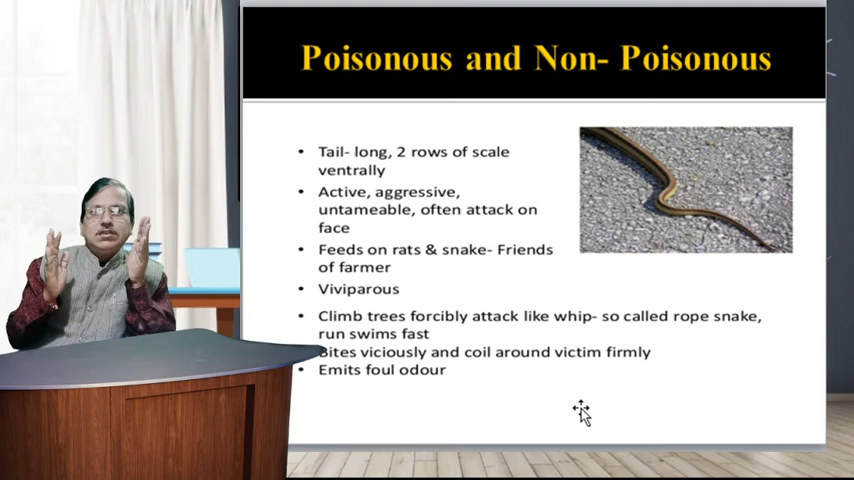 Poisonous and Non- Poisonous
• Tail- long, 2 rows of scale
ventrally
• Active, aggressive,
untameable, often attack on
face
• Feeds on rats & snake- Friends
of farmer
• Viviparous
• Climb trees forcibly attack like whip- so called rope snake,
run swims fast
Bites viciously and coil around victim firmly
• Emits foul odour